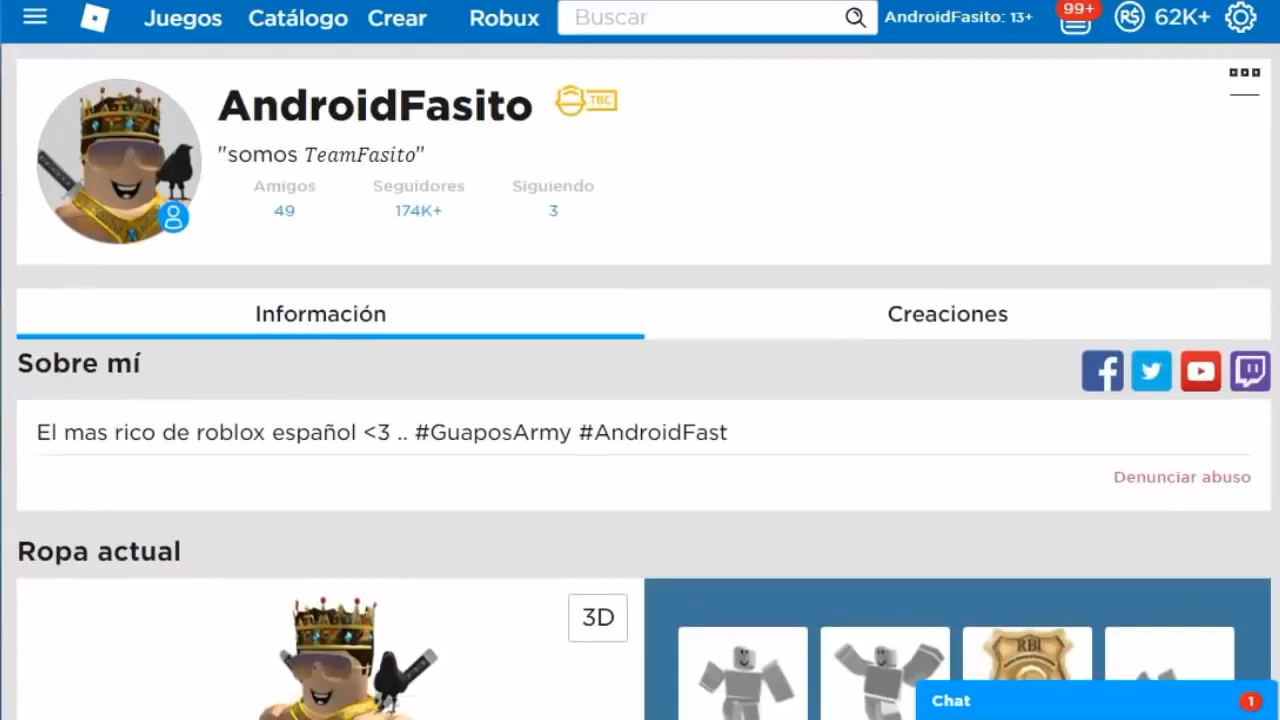 Juegos Catálogo Crear Robux Buscar AndroidFasito: 13+ 99+ 62K+
AndroidFasito TBC
"somos TeamFasito"
Amigos Seguidores Siguiendo
49 174K+ 3
Información Creaciones
Sobre mí
El mas rico de roblox español <3 .. #GuaposArmy #AndroidFast
Denunciar abuso
Ropa actual
3D
RBI
Chat 1